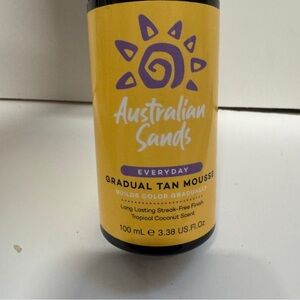 Australian
Sands
EVERYDAY
GRADUAL TAN MOUSSE
BUILDS COLOR GRADUALLY
Long Lasting Streak-Free Finish
Tropical Coconut Scent
100 mL ℮ 3.38 US.Fl.Oz